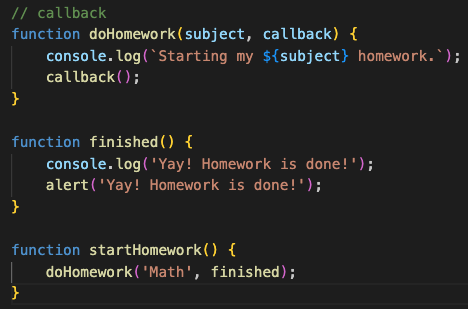 // callback
function doHomework(subject, callback) {
    console.log(`Starting my ${subject} homework.`);
    callback();
}

function finished() {
    console.log('Yay! Homework is done!');
    alert('Yay! Homework is done!');
}

function startHomework() {
    doHomework('Math', finished);
}